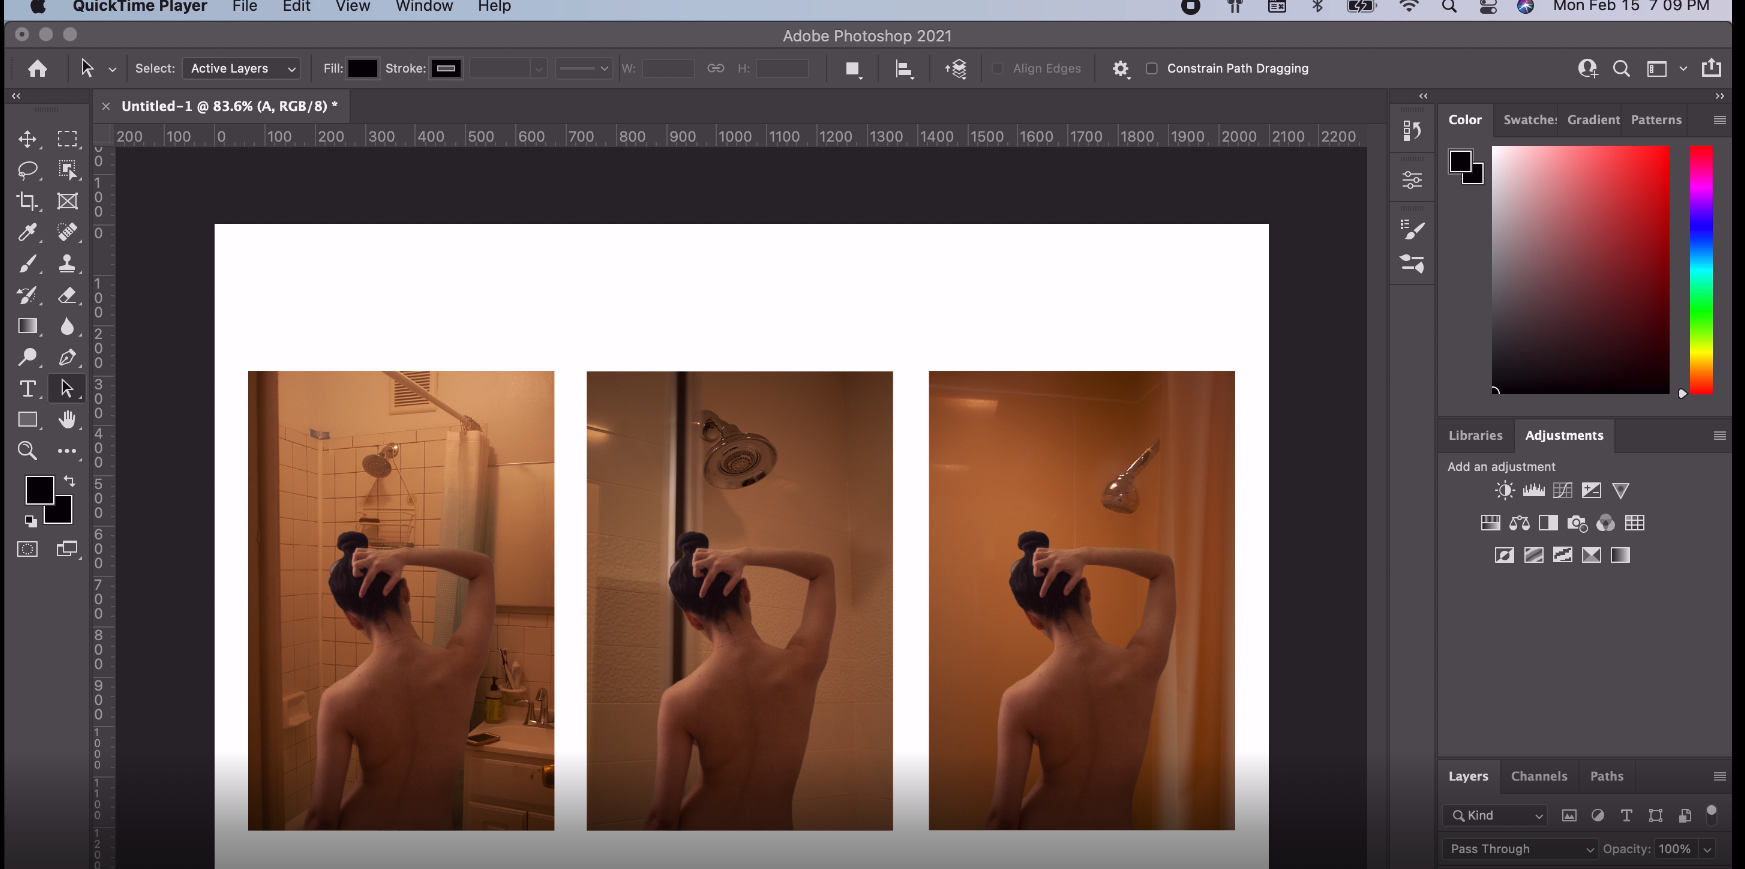 QuickTime Player File Edit View Window Help Mon Feb 15 7 09 PM
Adobe Photoshop 2021
Select: Active Layers Fill: Stroke: W: H: Align Edges Constrain Path Dragging
Untitled-1 @ 83.6% (A, RGB/8) *
200 100 0 100 200 300 400 500 600 700 800 900 1000 1100 1200 1300 1400 1500 1600 1700 1800 1900 2000 2100 2200
0
100
0
100
200
300
400
500
600
700
800
900
1000
1100
1200
Color Swatches Gradient Patterns
Libraries Adjustments
Add an adjustment
Layers Channels Paths
Kind
Pass Through Opacity: 100%